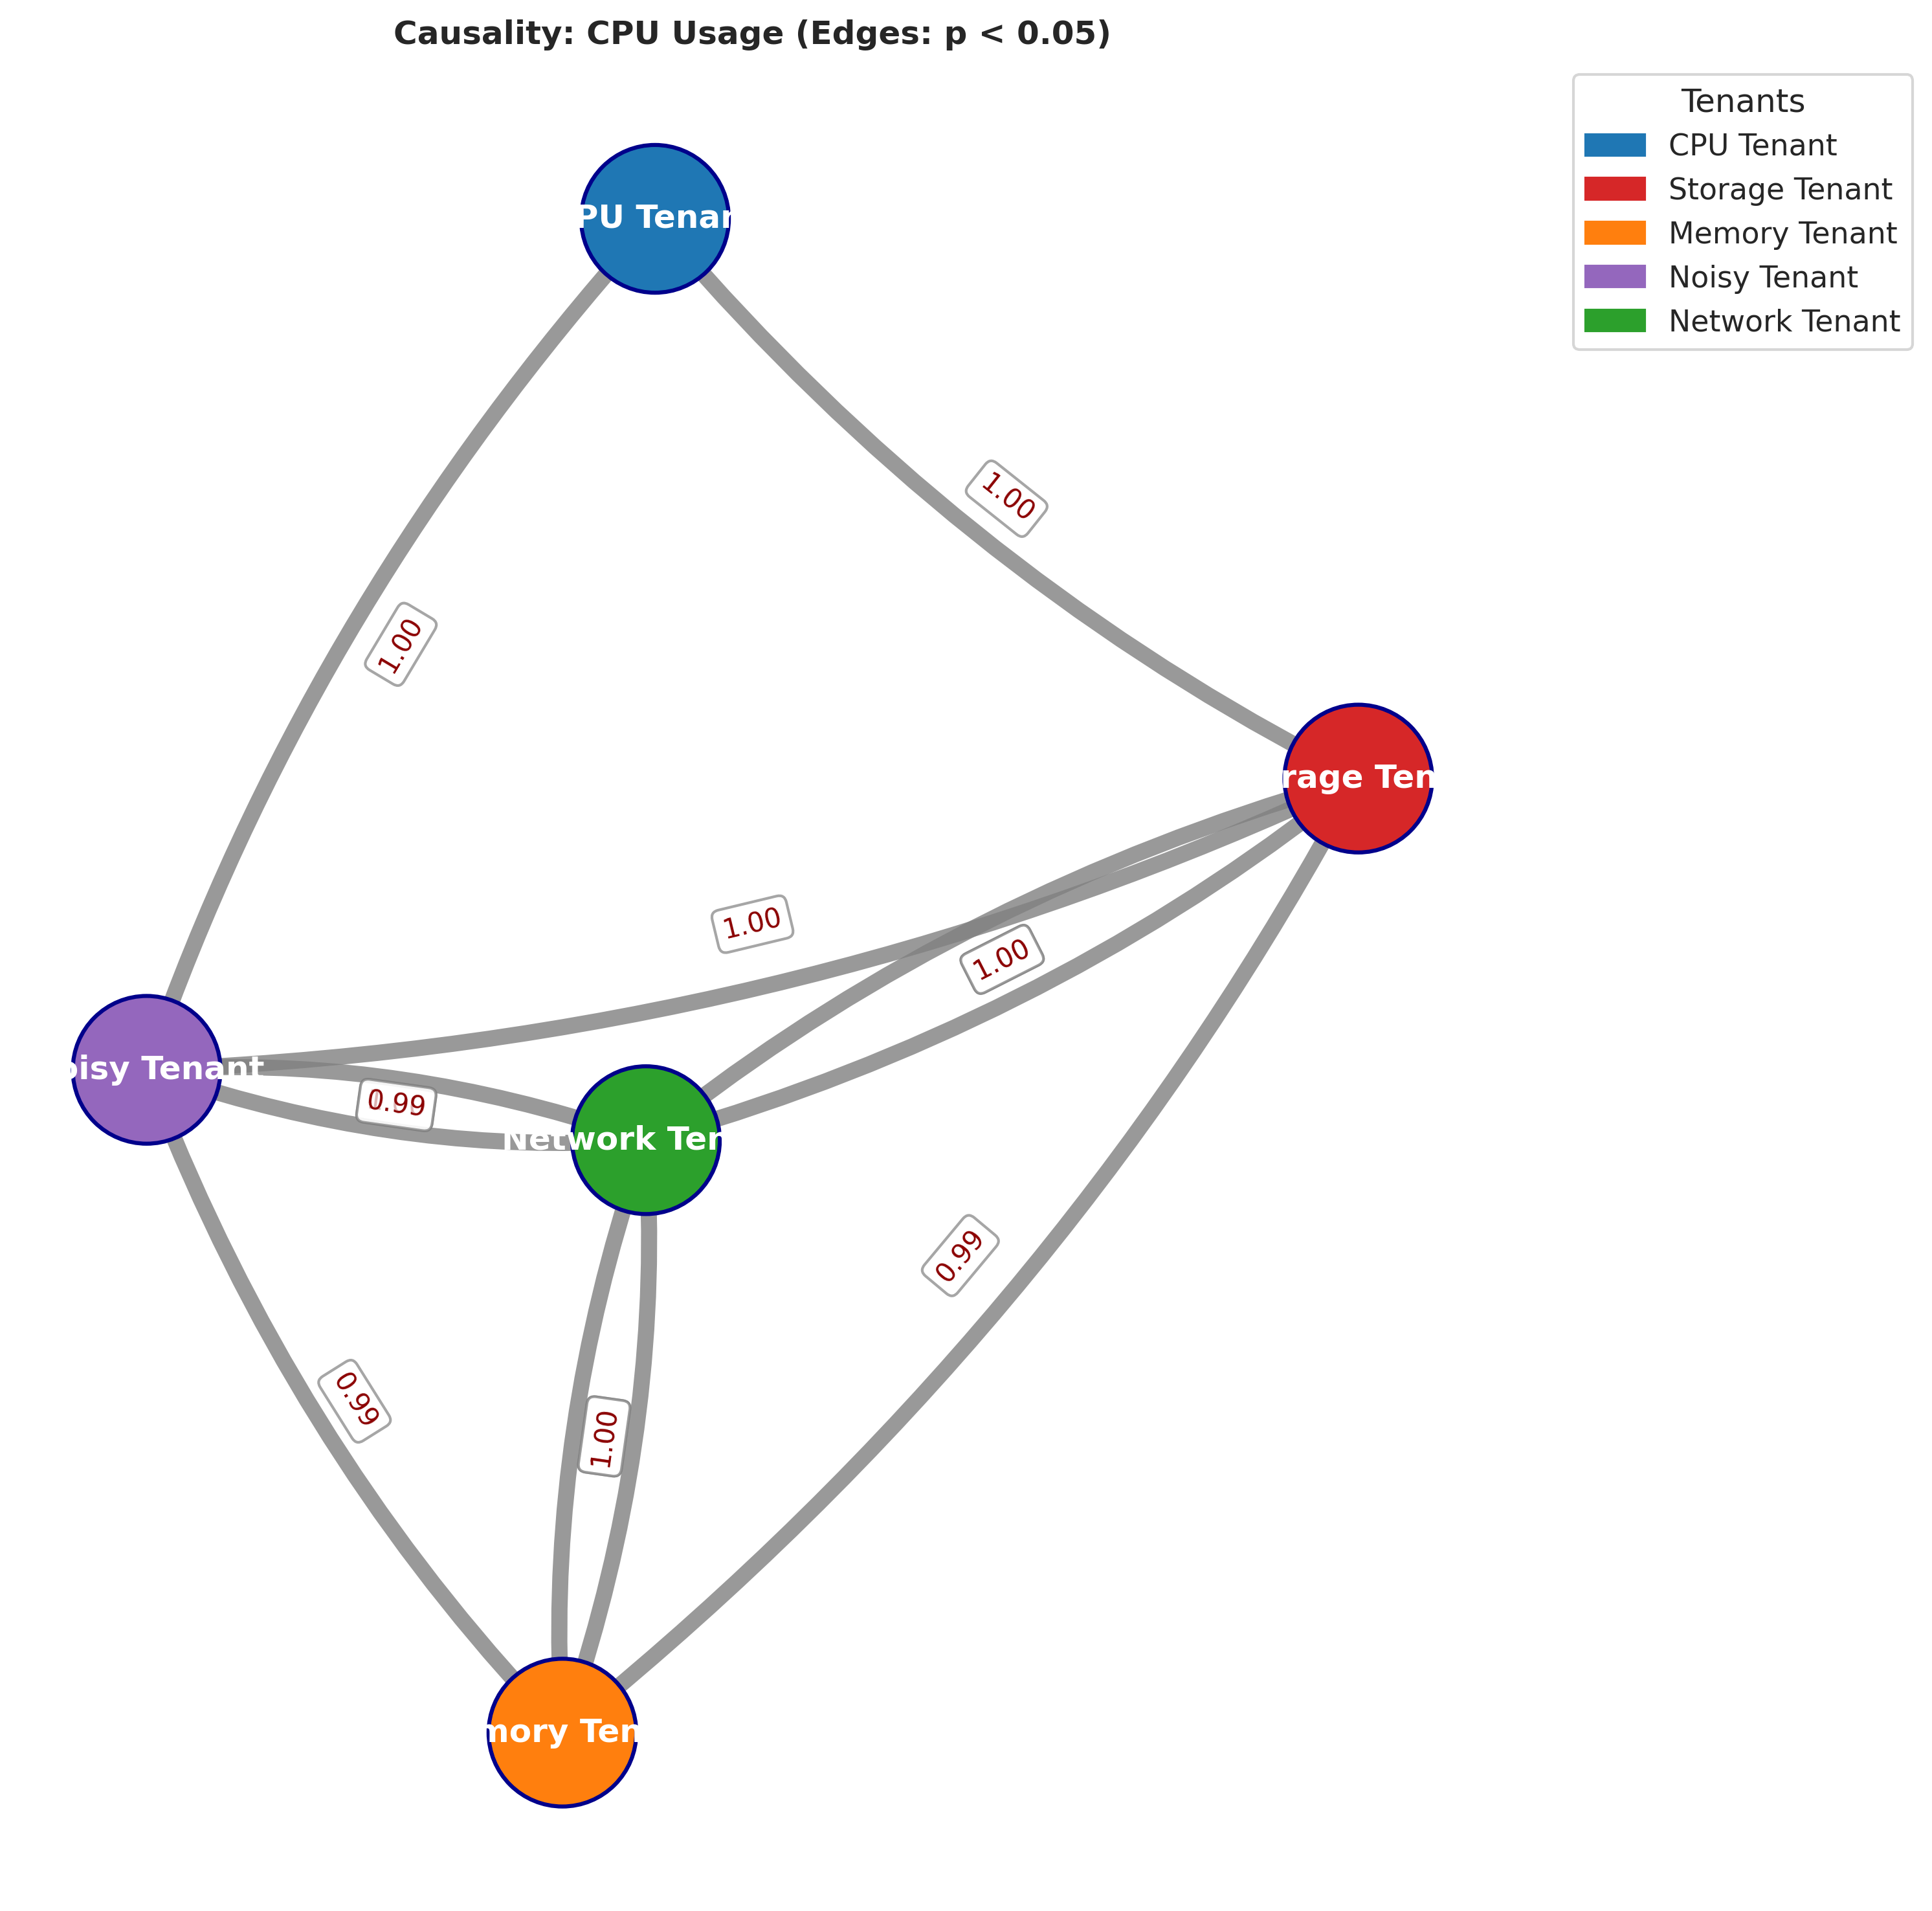 Causality: CPU Usage (Edges: p < 0.05)
Tenants
CPU Tenant
Storage Tenant
Memory Tenant
Noisy Tenant
Network Tenant
PU Tenan
1.00
1.00
rage Ten
1.00
1.00
oisy Tenant
0.99
Network Ten
0.99
0.99
1.00
mory Ten